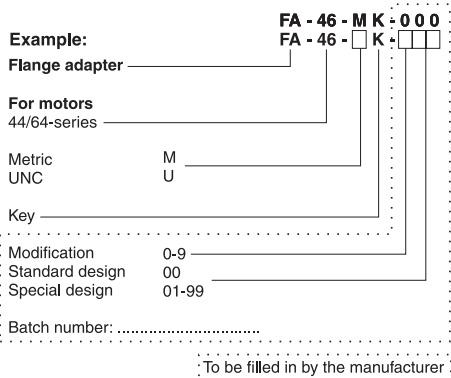 FA - 46 - M K - 0 0 0
Example: FA - 46 - K -
Flange adapter
For motors
44/64-series
Metric M
UNC U
Key
Modification 0-9
Standard design 00
Special design 01-99
Batch number: ................................
To be filled in by the manufacturer